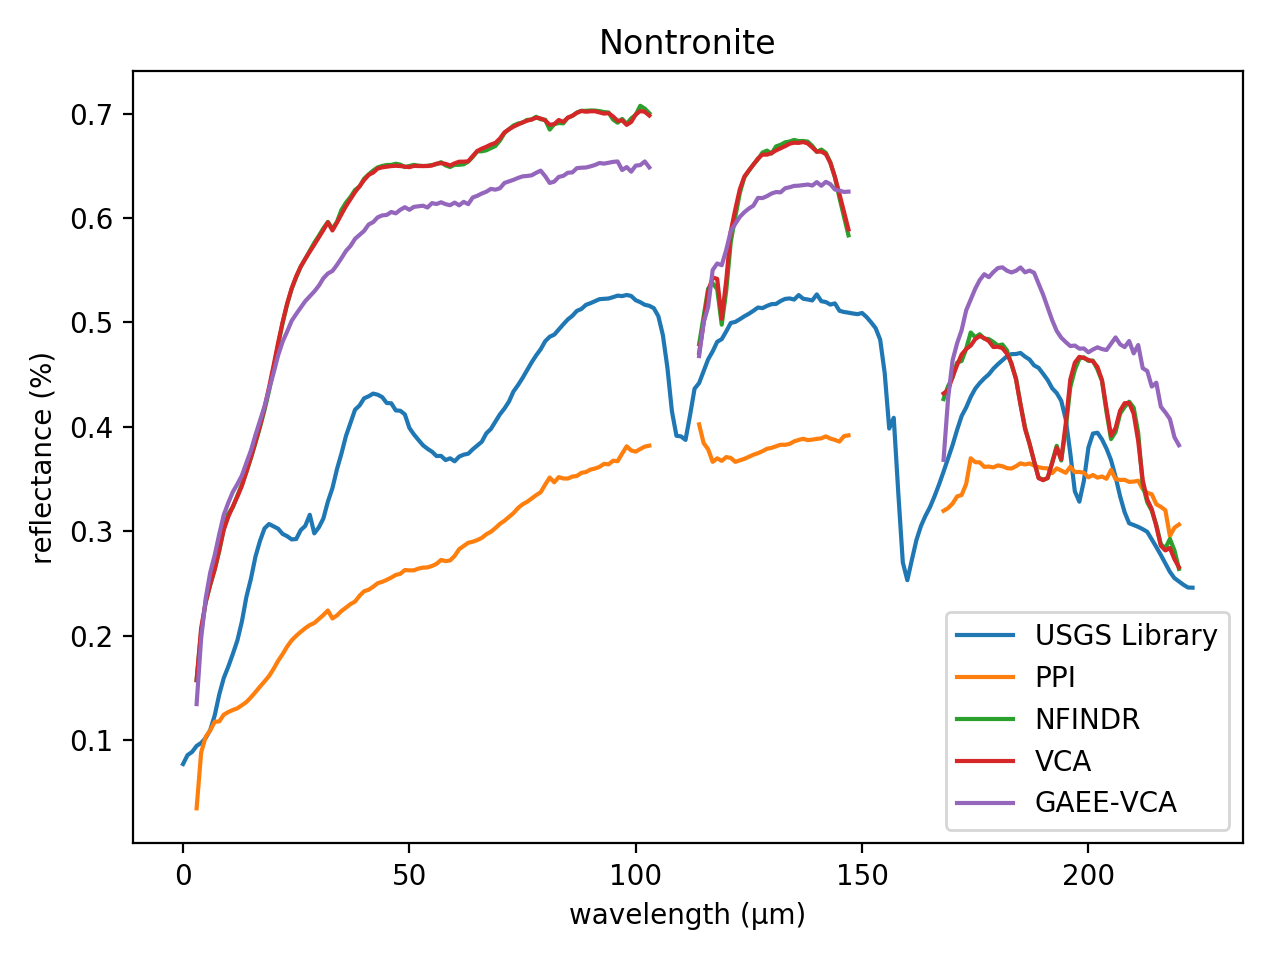 Nontronite
reflectance (%)
0.7
0.6
0.5
0.4
0.3
0.2
0.1
0 50 100 150 200
wavelength (µm)
USGS Library
PPI
NFINDR
VCA
GAEE-VCA